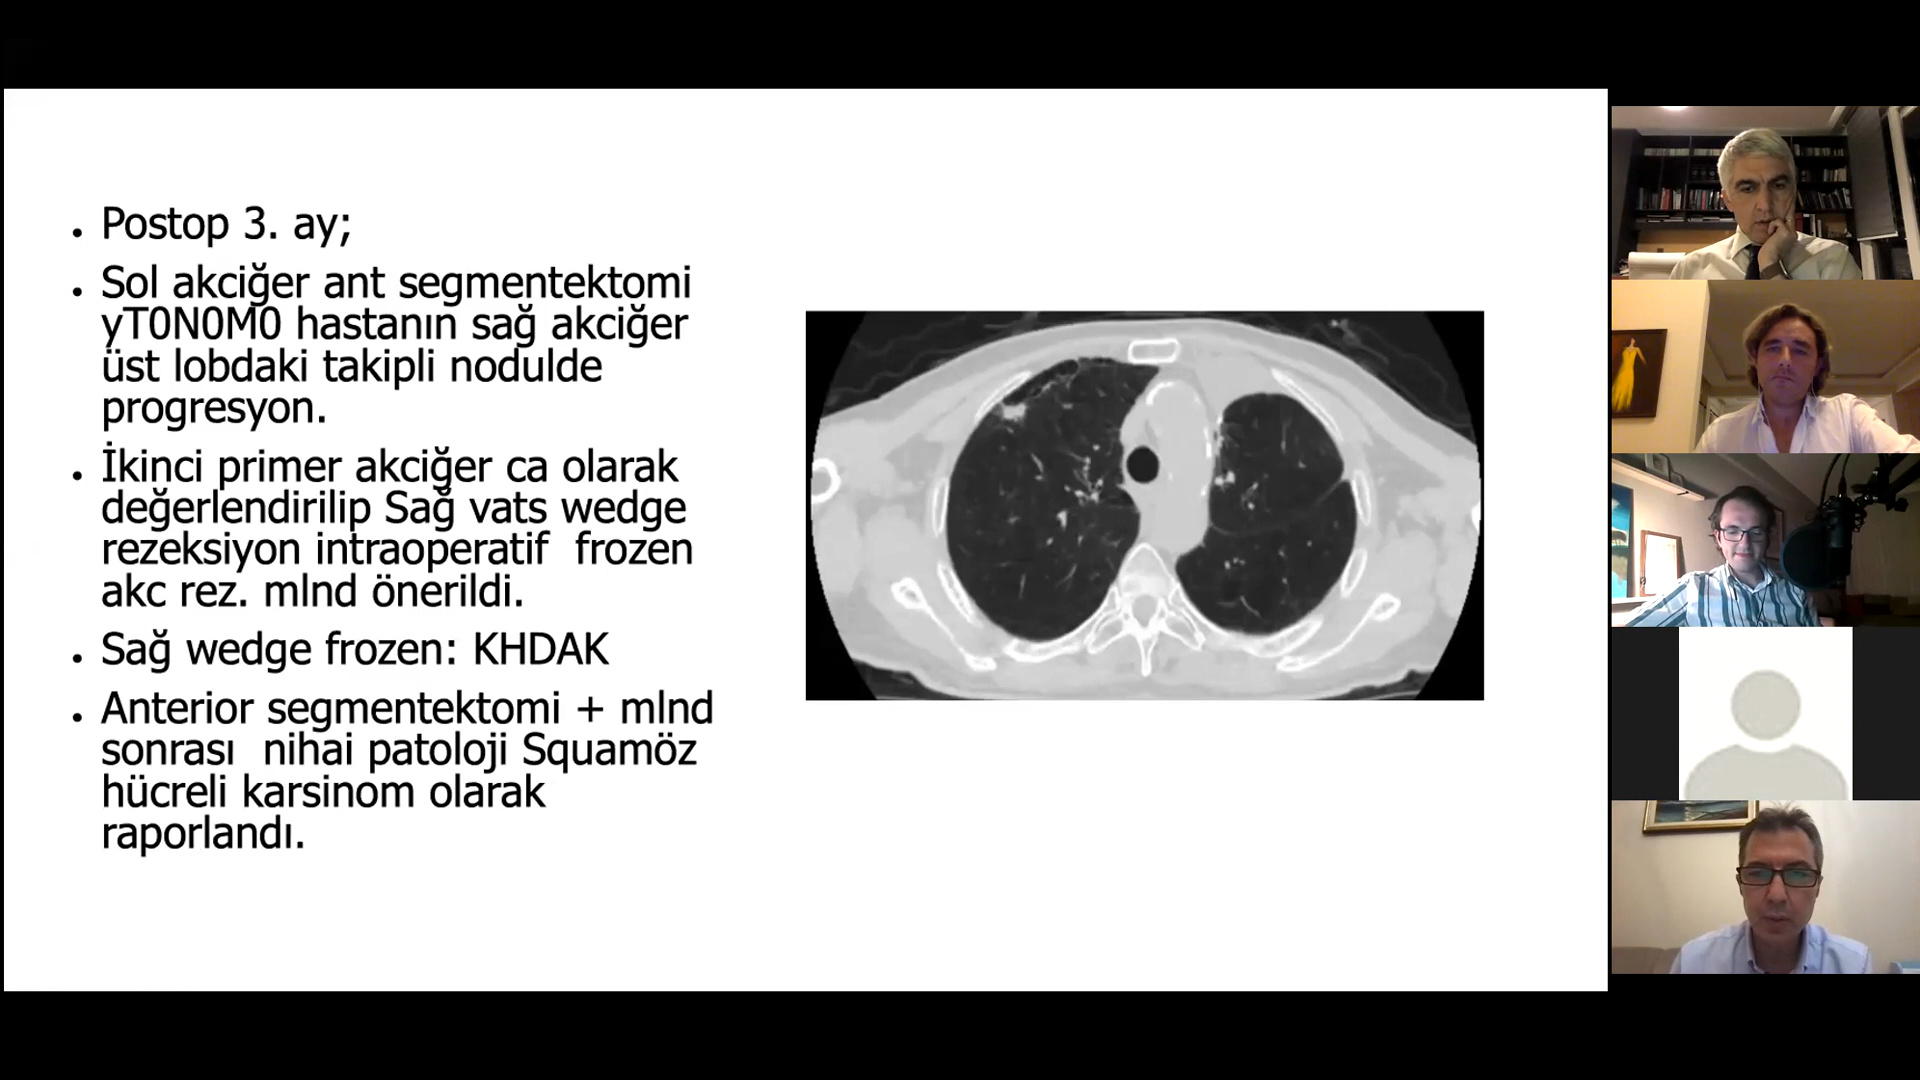 Postop 3. ay;
Sol akciğer ant segmentektomi
yT0N0M0 hastanın sağ akciğer
üst lobdaki takipli nodulde
progresyon.
İkinci primer akciğer ca olarak
değerlendirilip Sağ vats wedge
rezeksiyon intraoperatif frozen
akc rez. mlnd önerildi.
Sağ wedge frozen: KHDAK
Anterior segmentektomi + mlnd
sonrası nihai patoloji Squamöz
hücreli karsinom olarak
raporlandı.